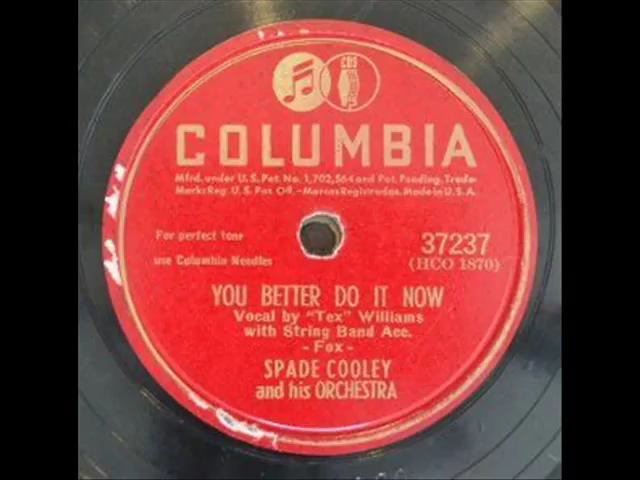 CBS
COLUMBIA
Mfrd. under U.S. Pat. No. 1,702,564 and Pat. Pending. Trade
Marks Reg. U.S. Pat. Off. – Marcas Registradas. Made in U.S.A.
For perfect tone
use Columbia Needles
37237
(HCO 1870)
YOU BETTER DO IT NOW
Vocal by "Tex" Williams
with String Band Acc.
- Fox -
SPADE COOLEY
and his ORCHESTRA